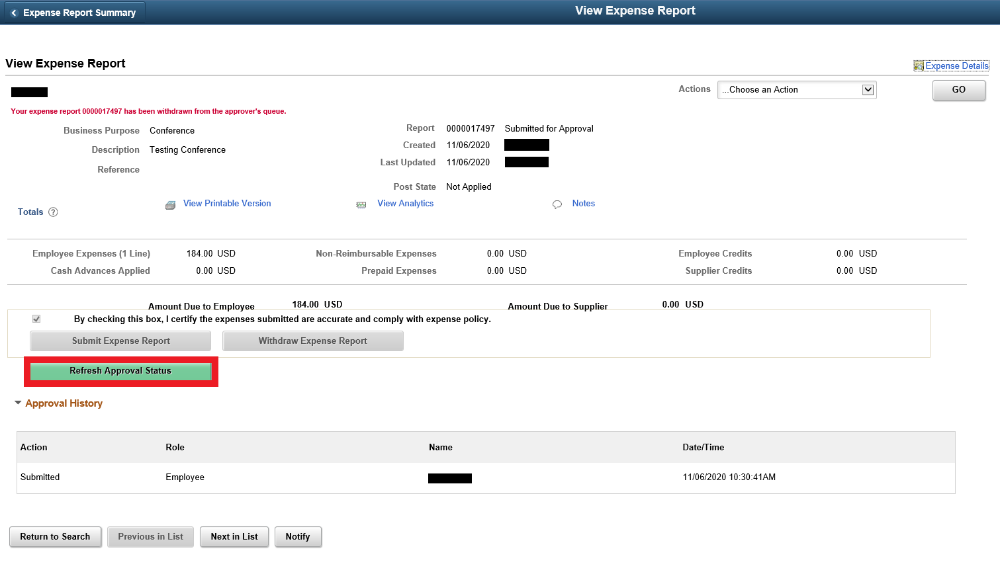 Expense Report Summary
View Expense Report
View Expense Report
Expense Details
Actions ...Choose an Action GO
Your expense report 0000017497 has been withdrawn from the approver's queue.
Business Purpose Conference
Report 0000017497 Submitted for Approval
Description Testing Conference
Created 11/06/2020
Reference
Last Updated 11/06/2020
Post State Not Applied
Totals ? View Printable Version View Analytics Notes
Employee Expenses (1 Line) 184.00 USD Non-Reimbursable Expenses 0.00 USD Employee Credits 0.00 USD
Cash Advances Applied 0.00 USD Prepaid Expenses 0.00 USD Supplier Credits 0.00 USD
Amount Due to Employee 184.00 USD Amount Due to Supplier 0.00 USD
By checking this box, I certify the expenses submitted are accurate and comply with expense policy.
Submit Expense Report Withdraw Expense Report
Refresh Approval Status
Approval History
Action Role Name Date/Time
Submitted Employee 11/06/2020 10:30:41AM
Return to Search Previous in List Next in List Notify